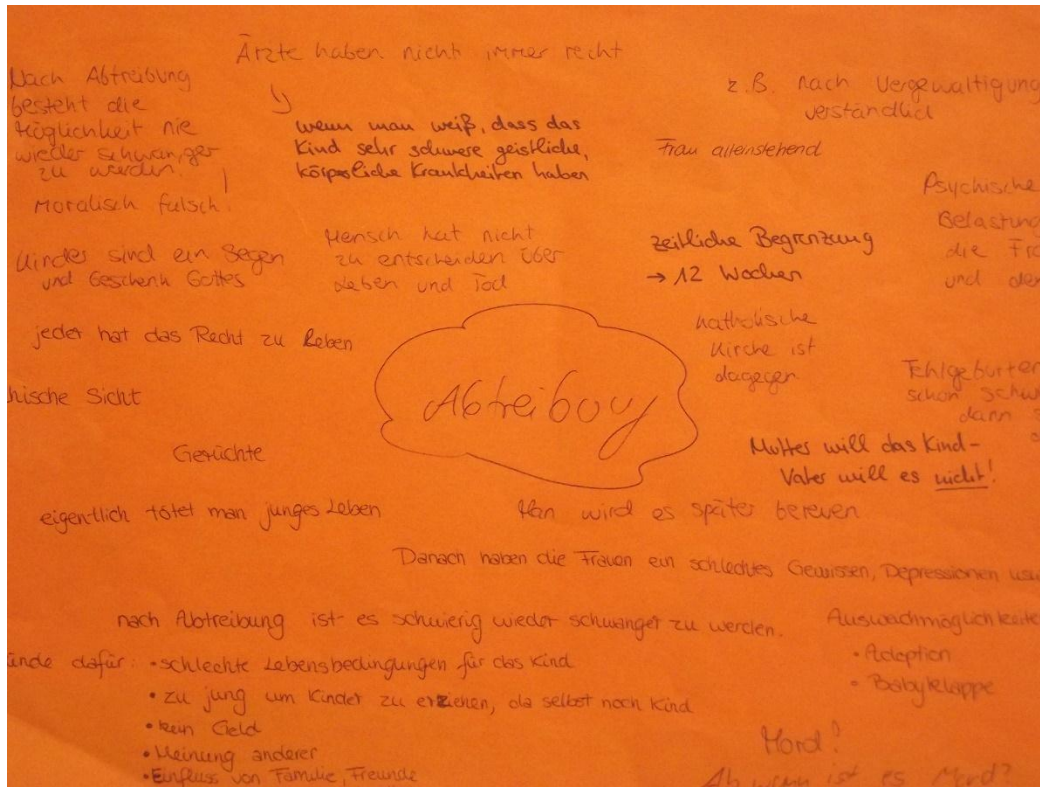 Ärzte haben nicht immer recht
Nach Abtreibung
besteht die
Möglichkeit nie
wieder schwanger
zu werden.
Moralisch falsch!
wenn man weiß, dass das
Kind sehr schwere geistliche,
körperliche Krankheiten haben
z.B. nach Vergewaltigung
verständlich
Frau alleinstehend
Psychische
Belastung
die
und
Kinder sind ein Segen
und Geschenk Gottes
Mensch hat nicht
zu entscheiden über
Leben und Tod
zeitliche Begrenzung
→ 12 Wochen
jeder hat das Recht zu Leben
katholische
Kirche ist
dagegen
Fehlgeburten
schon
dann
hische Sicht
Abtreibung
Gerüchte
Mutter will das Kind-
Vater will es nicht!
eigentlich tötet man junges Leben
Man wird es später bereuen
Danach haben die Frauen ein schlechtes Gewissen, Depressionen usw
nach Abtreibung ist es schwierig wieder schwanger zu werden.
ünde dafür: • schlechte Lebensbedingungen für das Kind
• zu jung um Kinder zu erziehen, da selbst noch Kind
• kein Geld
• Meinung anderer
• Einfluss von Familie, Freunde
Ausweichmöglichkeite
• Adoption
• Babyklappe
Mord?
Ab wann ist es Mord?